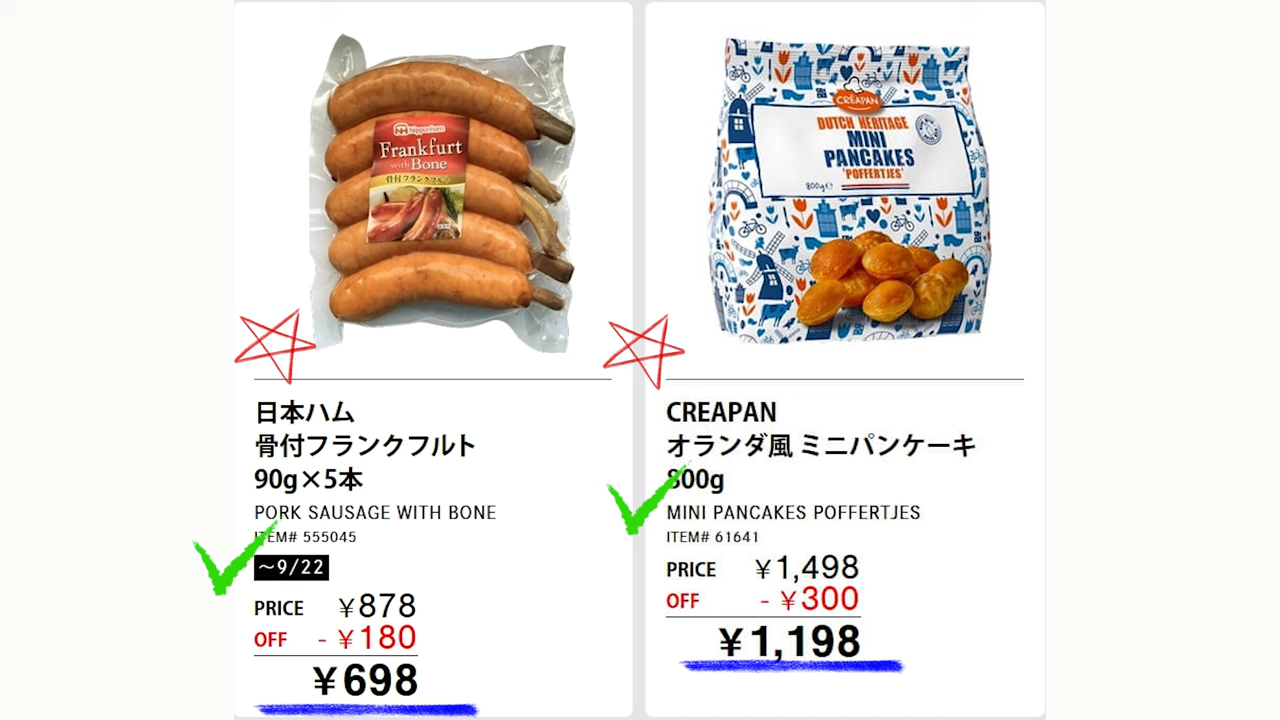 NH Nipponham
Frankfurt
with Bone
骨付フランクフルト
日本ハム
骨付フランクフルト
90g×5本
PORK SAUSAGE WITH BONE
ITEM# 555045
～9/22
PRICE ¥878
OFF - ¥180
¥698
CRÉAPAN
DUTCH HERITAGE
MINI
PANCAKES
'POFFERTJES'
800g℮
CREAPAN
オランダ風 ミニパンケーキ
800g
MINI PANCAKES POFFERTJES
ITEM# 61641
PRICE ¥1,498
OFF - ¥300
¥1,198